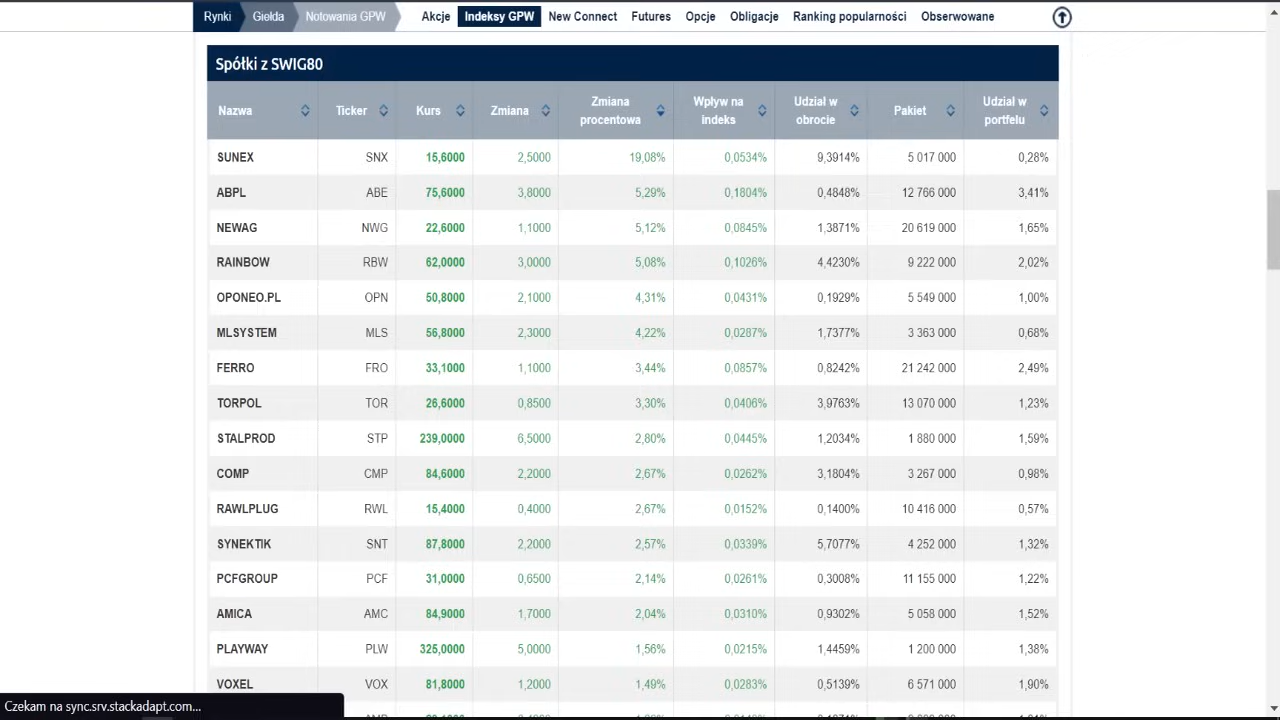 Rynki Giełda Notowania GPW Akcje Indeksy GPW New Connect Futures Opcje Obligacje Ranking popularności Obserwowane
Spółki z SWIG80
Nazwa Ticker Kurs Zmiana Zmiana procentowa Wpływ na indeks Udział w obrocie Pakiet Udział w portfelu
SUNEX SNX 15,6000 2,5000 19,08% 0,0534% 9,3914% 5 017 000 0,28%
ABPL ABE 75,6000 3,8000 5,29% 0,1804% 0,4848% 12 766 000 3,41%
NEWAG NWG 22,6000 1,1000 5,12% 0,0845% 1,3871% 20 619 000 1,65%
RAINBOW RBW 62,0000 3,0000 5,08% 0,1026% 4,4230% 9 222 000 2,02%
OPONEO.PL OPN 50,8000 2,1000 4,31% 0,0431% 0,1929% 5 549 000 1,00%
MLSYSTEM MLS 56,8000 2,3000 4,22% 0,0287% 1,7377% 3 363 000 0,68%
FERRO FRO 33,1000 1,1000 3,44% 0,0857% 0,8242% 21 242 000 2,49%
TORPOL TOR 26,6000 0,8500 3,30% 0,0406% 3,9763% 13 070 000 1,23%
STALPROD STP 239,0000 6,5000 2,80% 0,0445% 1,2034% 1 880 000 1,59%
COMP CMP 84,6000 2,2000 2,67% 0,0262% 3,1804% 3 267 000 0,98%
RAWLPLUG RWL 15,4000 0,4000 2,67% 0,0152% 0,1400% 10 416 000 0,57%
SYNEKTIK SNT 87,8000 2,2000 2,57% 0,0339% 5,7077% 4 252 000 1,32%
PCFGROUP PCF 31,0000 0,6500 2,14% 0,0261% 0,3008% 11 155 000 1,22%
AMICA AMC 84,9000 1,7000 2,04% 0,0310% 0,9302% 5 058 000 1,52%
PLAYWAY PLW 325,0000 5,0000 1,56% 0,0215% 1,4459% 1 200 000 1,38%
VOXEL VOX 81,8000 1,2000 1,49% 0,0283% 0,5139% 6 571 000 1,90%
Czekam na sync.srv.stackadapt.com...